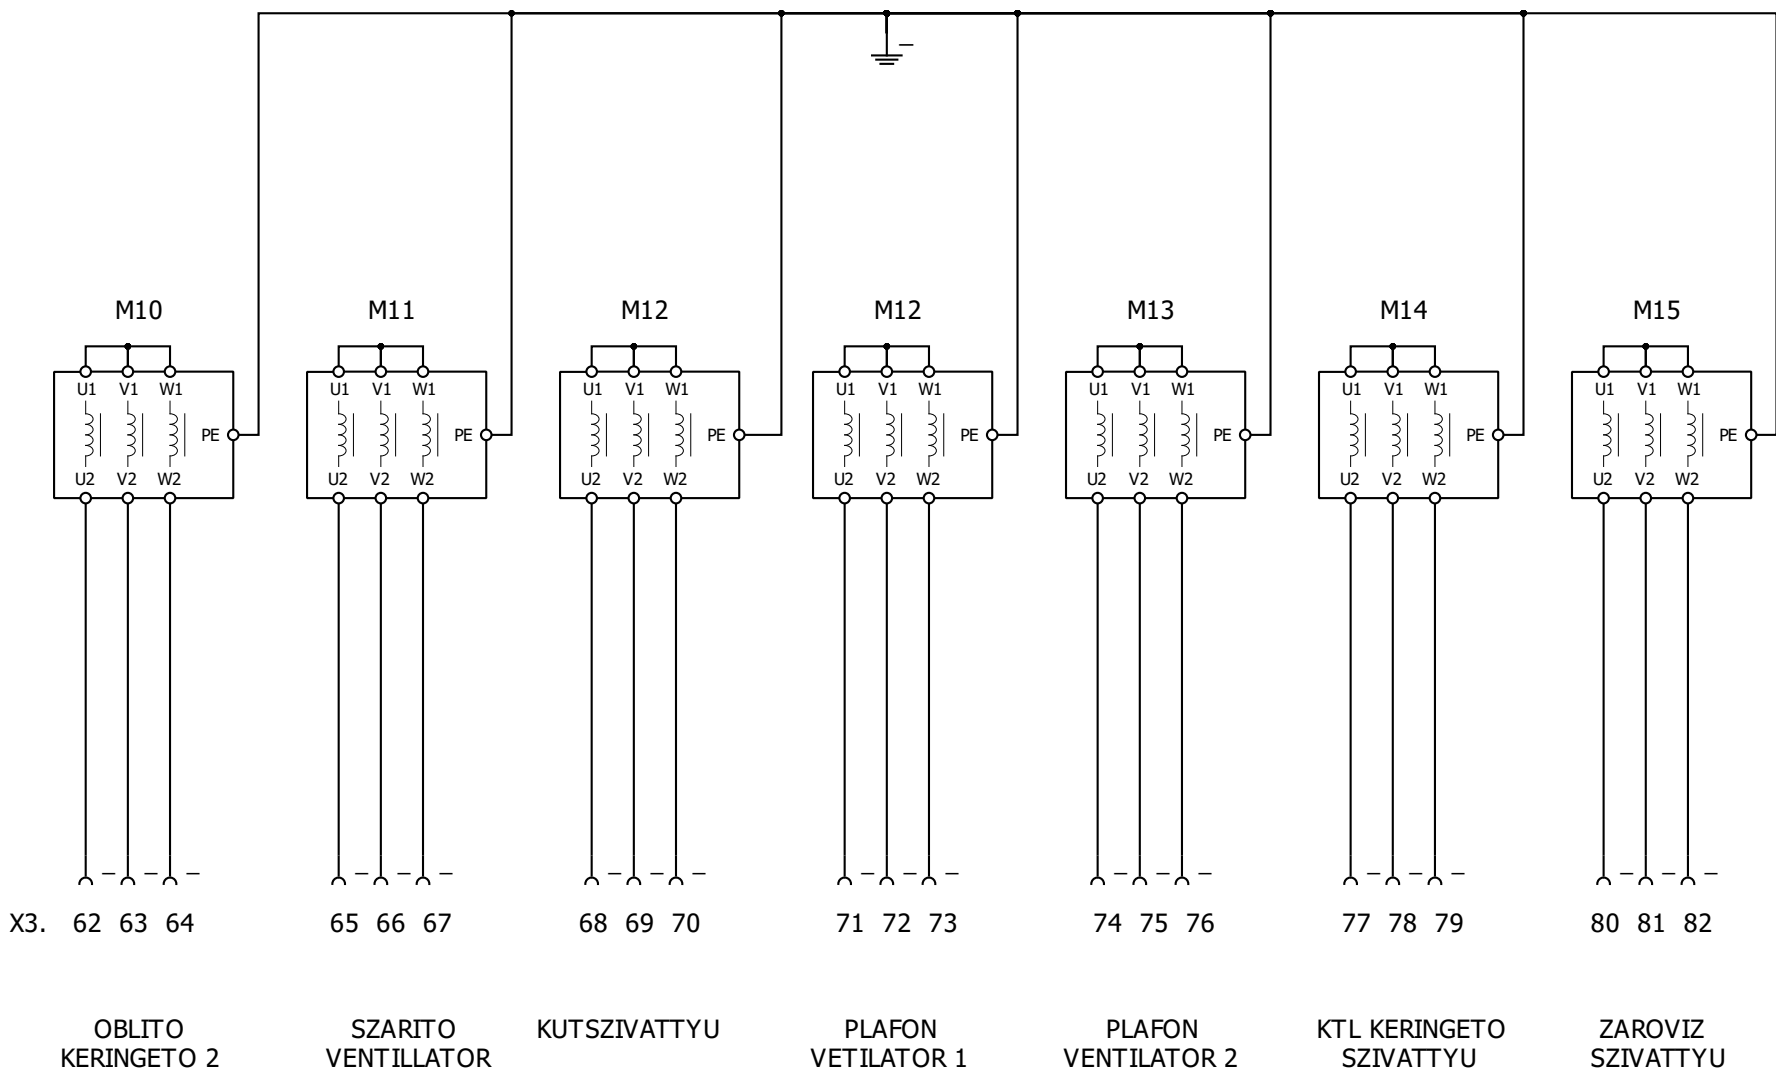 M10 M11 M12 M12 M13 M14 M15
U1 V1 W1 U1 V1 W1 U1 V1 W1 U1 V1 W1 U1 V1 W1 U1 V1 W1 U1 V1 W1
PE PE PE PE PE PE PE
U2 V2 W2 U2 V2 W2 U2 V2 W2 U2 V2 W2 U2 V2 W2 U2 V2 W2 U2 V2 W2
X3. 62 63 64 65 66 67 68 69 70 71 72 73 74 75 76 77 78 79 80 81 82
OBLITO SZARITO KUTSZIVATTYU PLAFON PLAFON KTL KERINGETO ZAROVIZ
KERINGETO 2 VENTILLATOR VETILATOR 1 VENTILATOR 2 SZIVATTYU SZIVATTYU